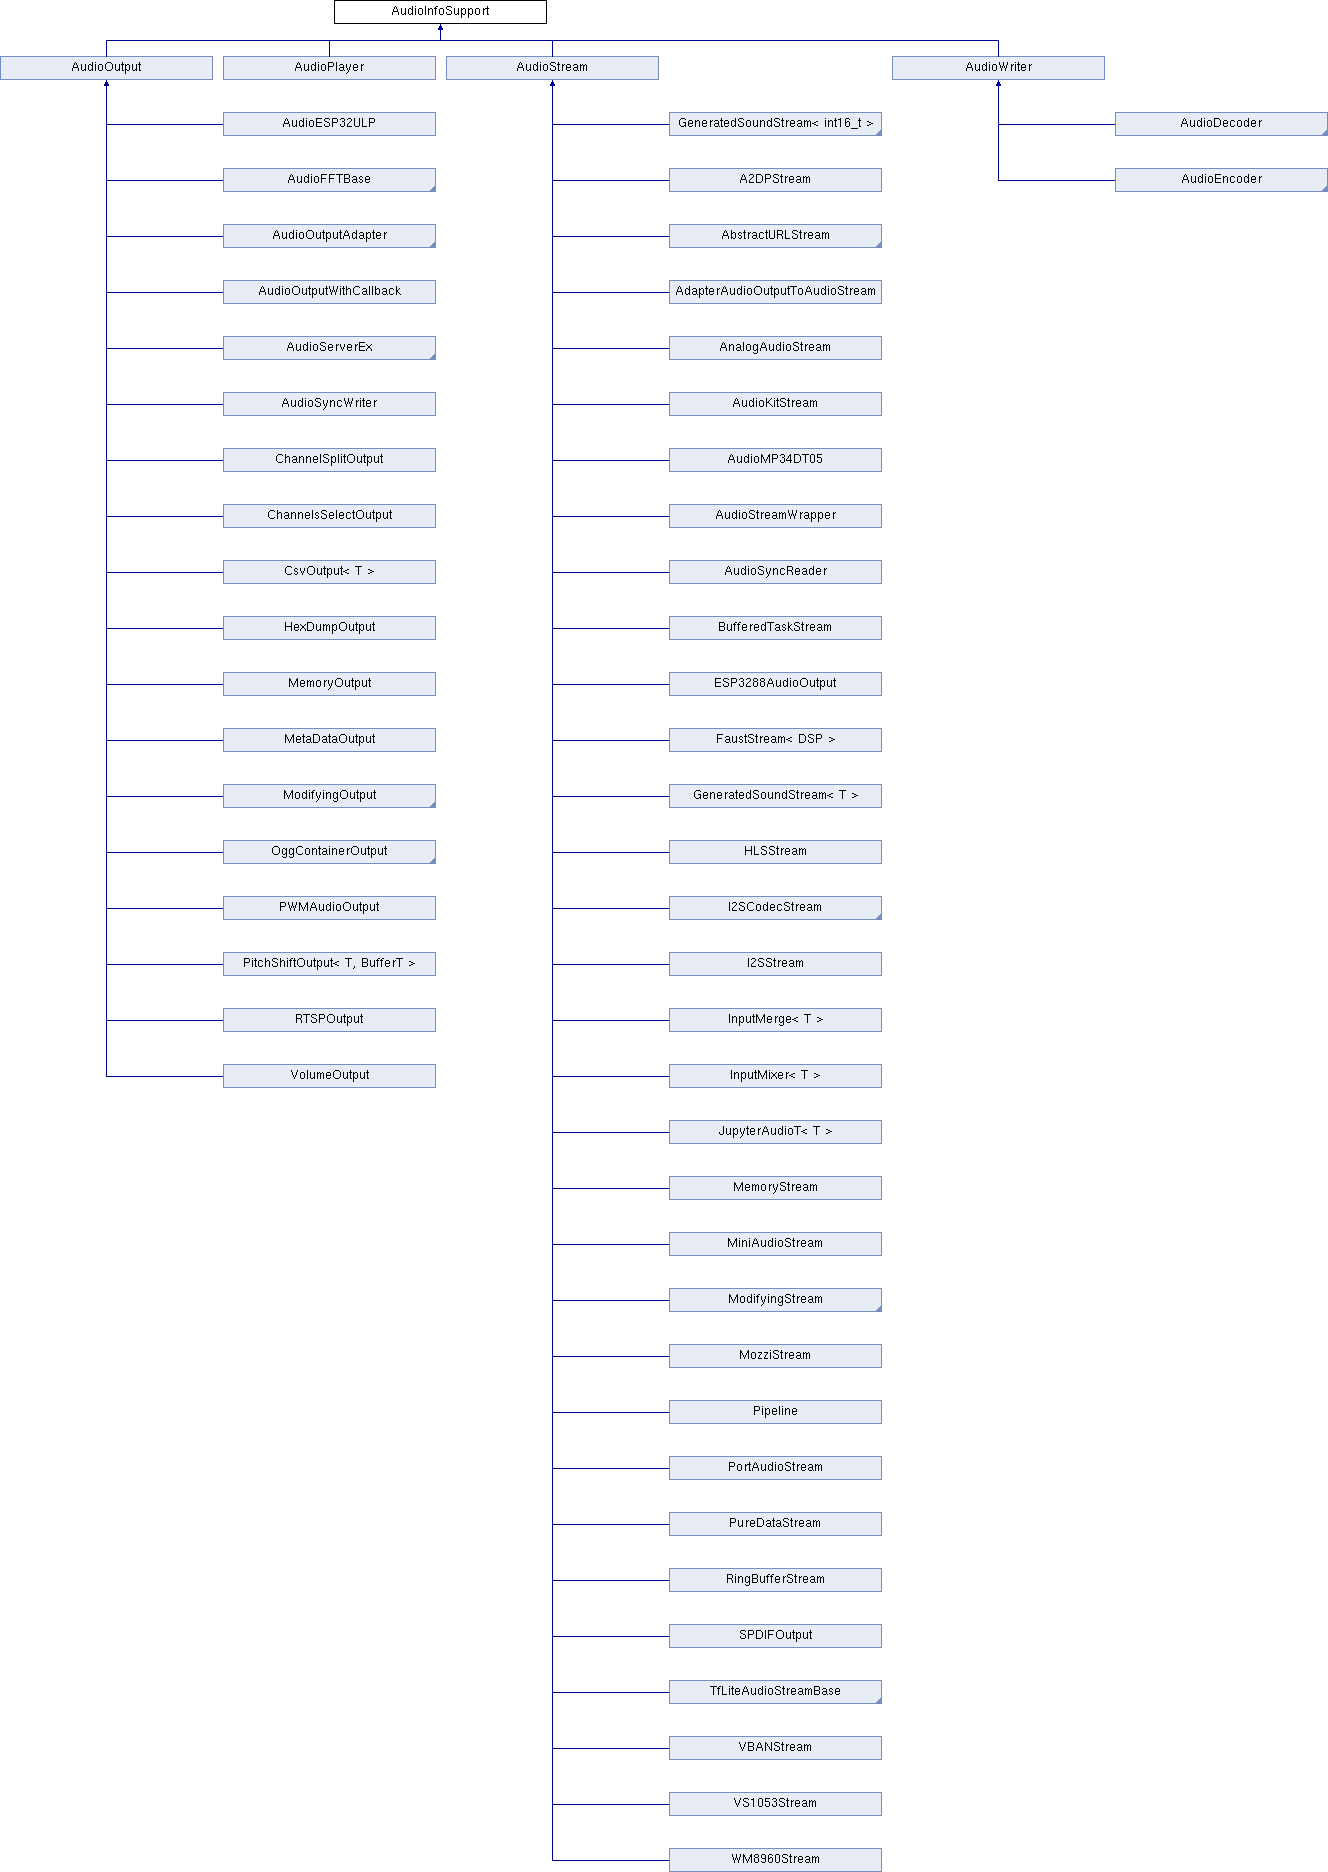 AudioInfoSupport
AudioOutput
AudioPlayer
AudioStream
AudioWriter
AudioESP32ULP
AudioFFTBase
AudioOutputAdapter
AudioOutputWithCallback
AudioServerEx
AudioSyncWriter
ChannelSplitOutput
ChannelsSelectOutput
CsvOutput< T >
HexDumpOutput
MemoryOutput
MetaDataOutput
ModifyingOutput
OggContainerOutput
PWMAudioOutput
PitchShiftOutput< T, BufferT >
RTSPOutput
VolumeOutput
GeneratedSoundStream< int16_t >
A2DPStream
AbstractURLStream
AdapterAudioOutputToAudioStream
AnalogAudioStream
AudioKitStream
AudioMP34DT05
AudioStreamWrapper
AudioSyncReader
BufferedTaskStream
ESP3288AudioOutput
FaustStream< DSP >
GeneratedSoundStream< T >
HLSStream
I2SCodecStream
I2SStream
InputMerge< T >
InputMixer< T >
JupyterAudioT< T >
MemoryStream
MiniAudioStream
ModifyingStream
MozziStream
Pipeline
PortAudioStream
PureDataStream
RingBufferStream
SPDIFOutput
TfLiteAudioStreamBase
VBANStream
VS1053Stream
WM8960Stream
AudioDecoder
AudioEncoder